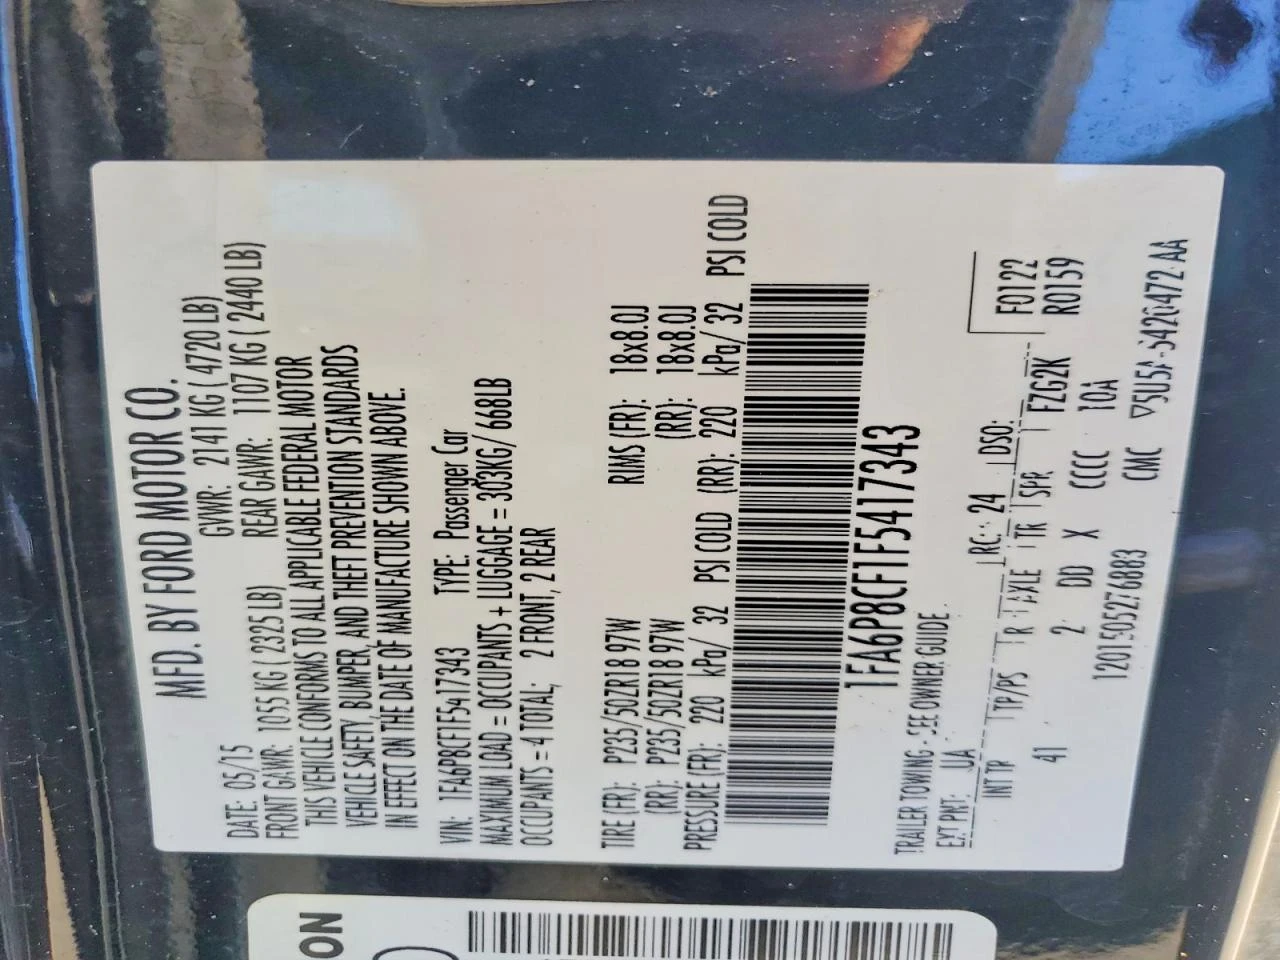 MFD. BY FORD MOTOR CO.
DATE: 05/15 GVWR: 2141 KG ( 4720 LB)
FRONT GAWR: 1055 KG ( 2325 LB) REAR GAWR: 1107 KG ( 2440 LB)
THIS VEHICLE CONFORMS TO ALL APPLICABLE FEDERAL MOTOR
VEHICLE SAFETY, BUMPER, AND THEFT PREVENTION STANDARDS
IN EFFECT ON THE DATE OF MANUFACTURE SHOWN ABOVE.
VIN: 1FA6P8CF1F5417343 TYPE: Passenger Car
MAXIMUM LOAD = OCCUPANTS + LUGGAGE = 303KG/ 668LB
OCCUPANTS = 4 TOTAL; 2 FRONT, 2 REAR
TIRE (FR): P235/50ZR18 97W RIMS (FR): 18x8.0J
(RR): P235/50ZR18 97W (RR): 18x8.0J
PRESSURE (FR): 220 kPa/ 32 PSI COLD (RR): 220 kPa/ 32 PSI COLD
1FA6P8CF1F5417343
TRAILER TOWING - SEE OWNER GUIDE.
EXT PNT: UA RC: 24 DSO:
INT TR TP/PS R AXLE TR SPR FZG2K
F0122
R0159
41 2 DD X CCCC 10A
120150526883 CMC
ON